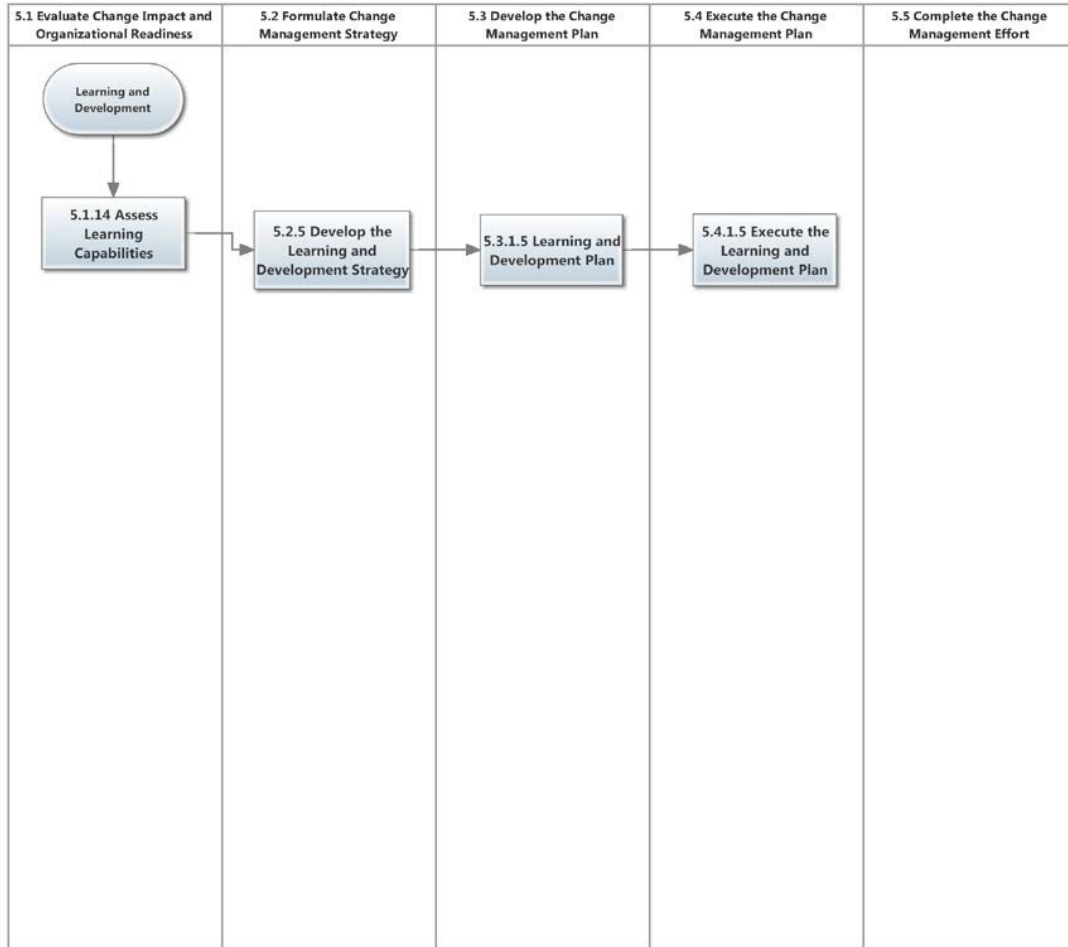 5.1 Evaluate Change Impact and
Organizational Readiness
5.2 Formulate Change
Management Strategy
5.3 Develop the Change
Management Plan
5.4 Execute the Change
Management Plan
5.5 Complete the Change
Management Effort
Learning and
Development
5.1.14 Assess
Learning
Capabilities
5.2.5 Develop the
Learning and
Development Strategy
5.3.1.5 Learning and
Development Plan
5.4.1.5 Execute the
Learning and
Development Plan